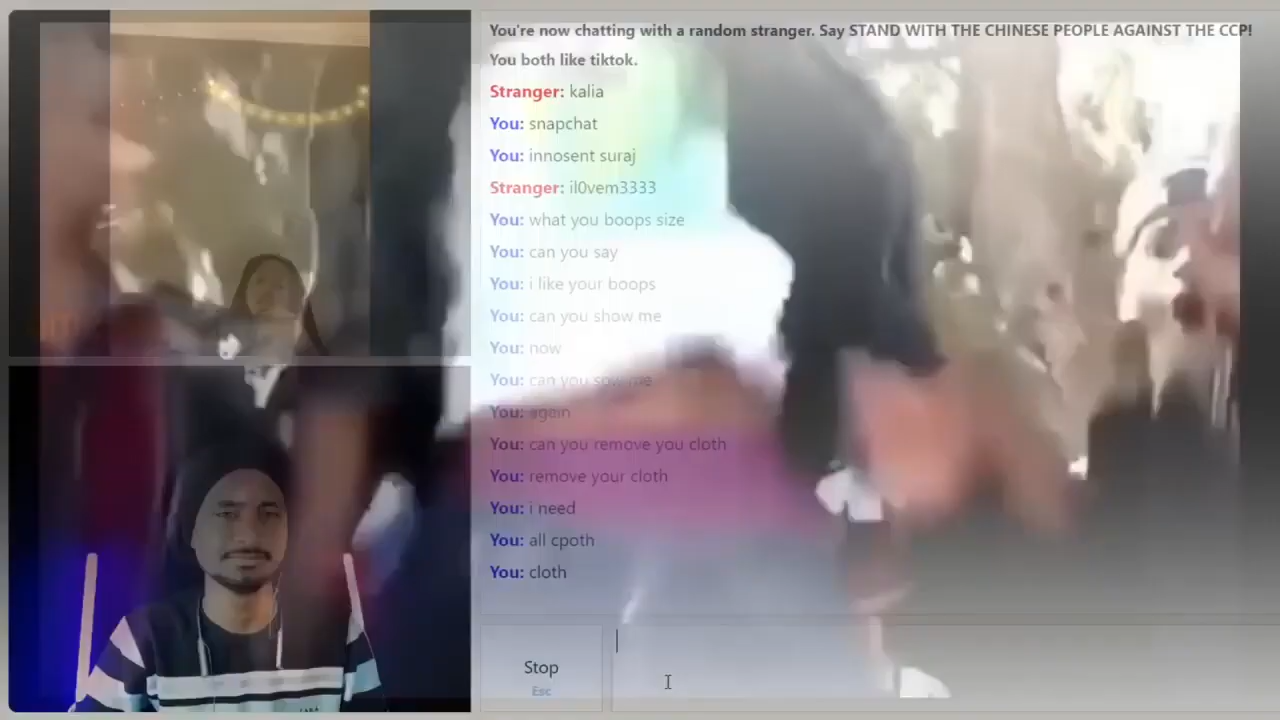 You're now chatting with a random stranger. Say STAND WITH THE CHINESE PEOPLE AGAINST THE CCP!
You both like tiktok.
Stranger: kalia
You: snapchat
You: innosent suraj
Stranger: il0vem3333
You: what you boops size
You: can you say
You: i like your boops
You: can you show me
You: now
You: can you sow me
You: agein
You: can you remove you cloth
You: remove your cloth
You: i need
You: all cpoth
You: cloth
Stop
Esc